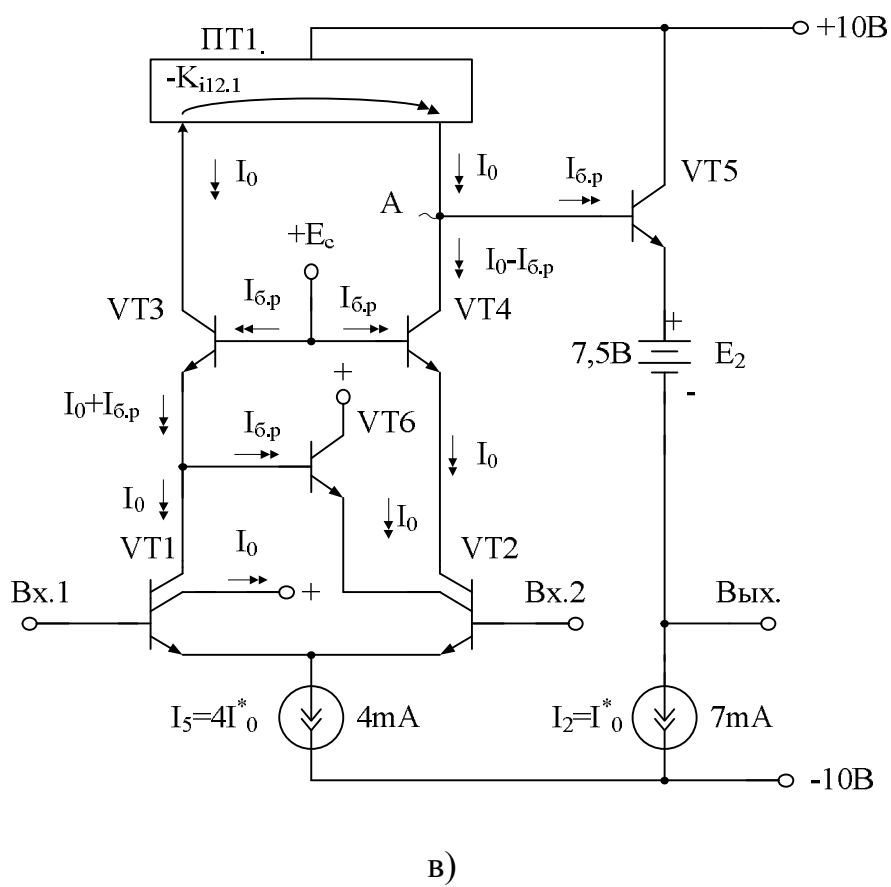 ПТ1.
+10В
-Ki12.1
I0
I0
Iб.р
VT5
A
+Ec
I0-Iб.р
VT3
Iб.р
Iб.р
VT4
+
7,5В
E2
-
I0+Iб.р
+
VT6
Iб.р
I0
I0
I0
VT1
I0
VT2
Вх.1
+
Вх.2
Вых.
I5=4I*0
4mA
I2=I*0
7mA
-10В
в)